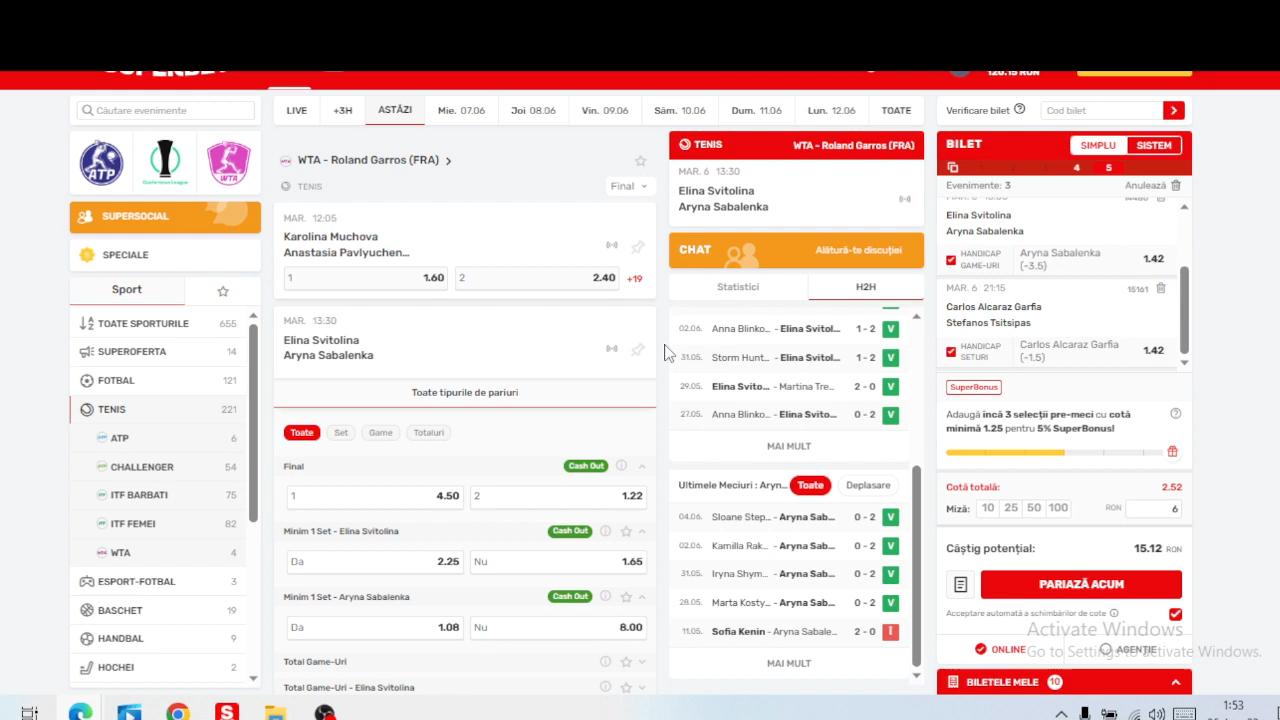 120.15 RON
Căutare evenimente
LIVE
+3H
ASTĂZI
Mie. 07.06
Joi 08.06
Vin. 09.06
Sâm. 10.06
Dum. 11.06
Lun. 12.06
TOATE
Verificare bilet
Cod bilet
ATP
Conference League
WTA
SUPERSOCIAL
SPECIALE
Sport
TOATE SPORTURILE 655
SUPEROFERTA 14
FOTBAL 121
TENIS 221
ATP 6
CHALLENGER 54
ITF BARBATI 75
ITF FEMEI 82
WTA 4
ESPORT-FOTBAL 3
BASCHET 19
HANDBAL 9
HOCHEI 2
WTA - Roland Garros (FRA)
TENIS
Final
MAR. 12:05
Karolina Muchova
Anastasia Pavlyuchen...
1 1.60 2 2.40 +19
MAR. 13:30
Elina Svitolina
Aryna Sabalenka
Toate tipurile de pariuri
Toate Set Game Totaluri
Final Cash Out
1 4.50 2 1.22
Minim 1 Set - Elina Svitolina Cash Out
Da 2.25 Nu 1.65
Minim 1 Set - Aryna Sabalenka Cash Out
Da 1.08 Nu 8.00
Total Game-Uri
Total Game-Uri - Elina Svitolina
TENIS WTA - Roland Garros (FRA)
MAR. 6 13:30
Elina Svitolina
Aryna Sabalenka
CHAT Alătură-te discuției
Statistici H2H
02.06. Anna Blinko... - Elina Svitol... 1 - 2 V
31.05. Storm Hunt... - Elina Svitol... 1 - 2 V
29.05. Elina Svito... - Martina Tre... 2 - 0 V
27.05. Anna Blinko... - Elina Svito... 0 - 2 V
MAI MULT
Ultimele Meciuri : Aryn... Toate Deplasare
04.06. Sloane Step... - Aryna Sab... 0 - 2 V
02.06. Kamilla Rak... - Aryna Sab... 0 - 2 V
31.05. Iryna Shym... - Aryna Sab... 0 - 2 V
28.05. Marta Kosty... - Aryna Sab... 0 - 2 V
11.05. Sofia Kenin - Aryna Sabale... 2 - 0 Î
MAI MULT
BILET SIMPLU SISTEM
4 5
Evenimente: 3 Anulează
Elina Svitolina
Aryna Sabalenka
HANDICAP GAME-URI Aryna Sabalenka (-3.5) 1.42
MAR. 6 21:15 15161
Carlos Alcaraz Garfia
Stefanos Tsitsipas
HANDICAP SETURI Carlos Alcaraz Garfia (-1.5) 1.42
SuperBonus
Adaugă încă 3 selecții pre-meci cu cotă
minimă 1.25 pentru 5% SuperBonus!
Cotă totală: 2.52
Miză: 10 25 50 100 RON 6
Câștig potențial: 15.12 RON
PARIAZĂ ACUM
Acceptare automată a schimbărilor de cote
ONLINE AGENȚIE
Activate Windows
Go to Settings to activate Windows.
BILETELE MELE 10
1:53